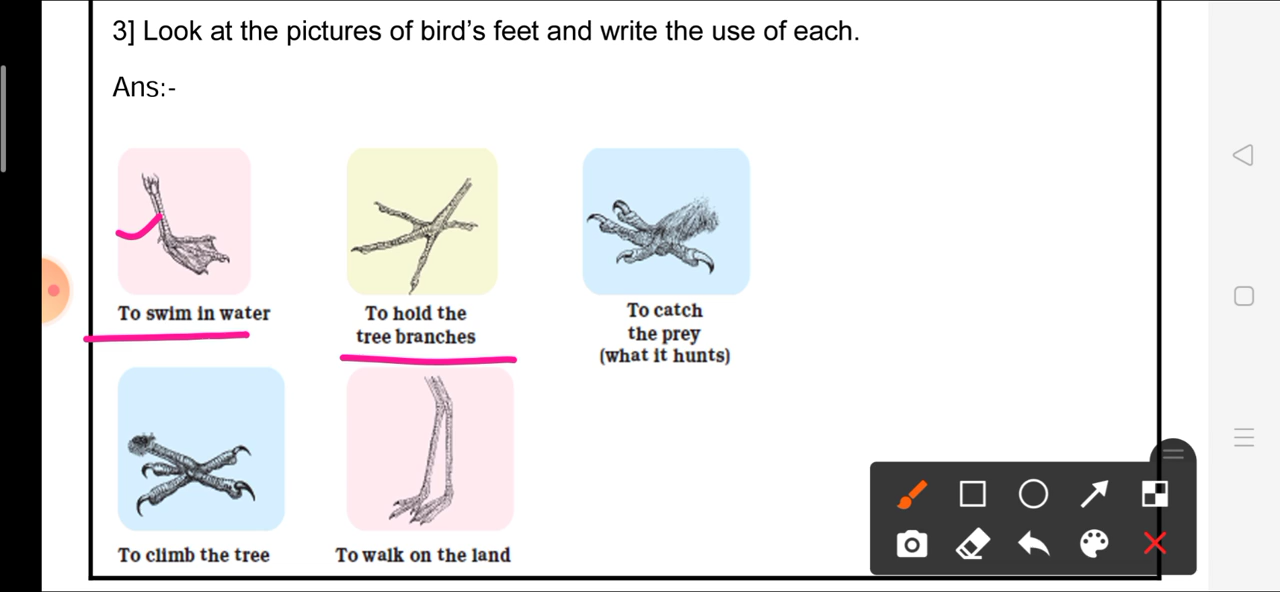 3] Look at the pictures of bird’s feet and write the use of each.
Ans:-
To swim in water
To hold the
tree branches
To catch
the prey
(what it hunts)
To climb the tree
To walk on the land